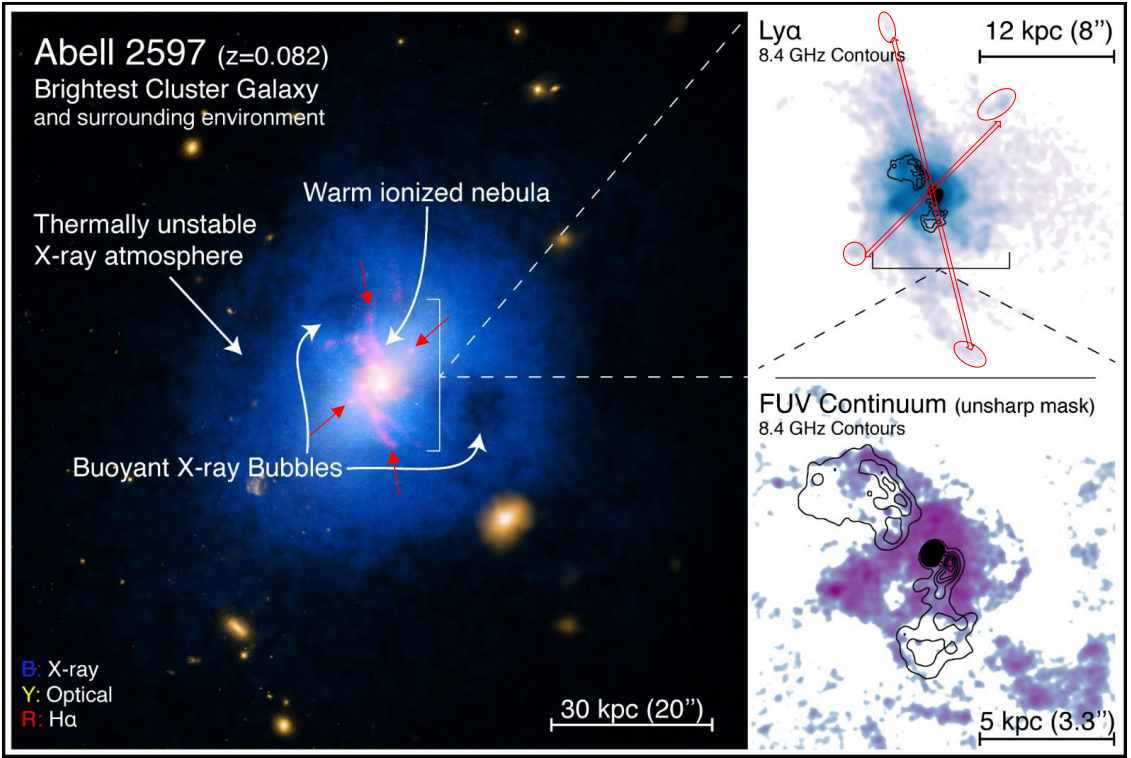 Abell 2597 (z=0.082)
Brightest Cluster Galaxy
and surrounding environment
Warm ionized nebula
Thermally unstable
X-ray atmosphere
Buoyant X-ray Bubbles
B: X-ray
Y: Optical
R: Hα
30 kpc (20”)
Lyα
8.4 GHz Contours
12 kpc (8”)
FUV Continuum (unsharp mask)
8.4 GHz Contours
5 kpc (3.3”)